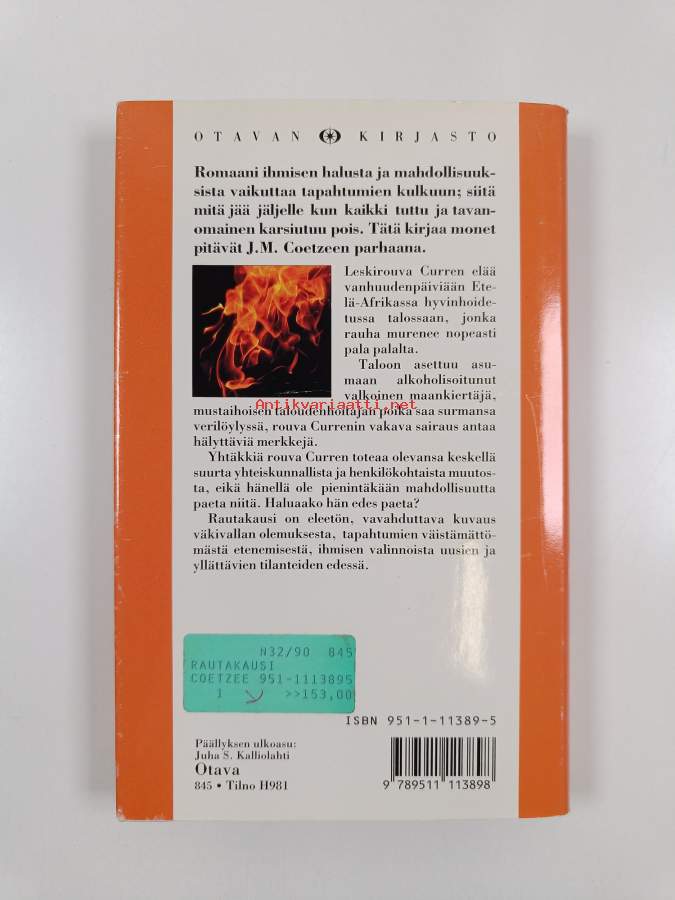 OTAVAN KIRJASTO
Romaani ihmisen halusta ja mahdollisuuk-
sista vaikuttaa tapahtumien kulkuun; siitä
mitä jää jäljelle kun kaikki tuttu ja tavan-
omainen karsiutuu pois. Tätä kirjaa monet
pitävät J.M. Coetzeen parhaana.
Leskirouva Curren elää
vanhuudenpäiviään Ete-
lä-Afrikassa hyvinhoide-
tussa talossaan, jonka
rauha murenee nopeasti
pala palalta.
Taloon asettuu asu-
maan alkoholisoitunut
valkoinen maankiertäjä,
Antikvariaatti.net
mustaihoisen taloudenhoitajan poika saa surmansa
verilöylyssä, rouva Currenin vakava sairaus antaa
hälyttäviä merkkejä.
Yhtäkkiä rouva Curren toteaa olevansa keskellä
suurta yhteiskunnallista ja henkilökohtaista muutos-
ta, eikä hänellä ole pienintäkään mahdollisuutta
paeta niitä. Haluaako hän edes paeta?
Rautakausi on eleetön, vavahduttava kuvaus
väkivallan olemuksesta, tapahtumien väistämättö-
mästä etenemisestä, ihmisen valinnoista uusien ja
yllättävien tilanteiden edessä.
N32/90 845
RAUTAKAUSI
COETZEE 951-1113895
1 >>153,00
ISBN 951-1-11389-5
Päällyksen ulkoasu:
Juha S. Kalliolahti
Otava
845 • Tilno H981
9 789511 113898